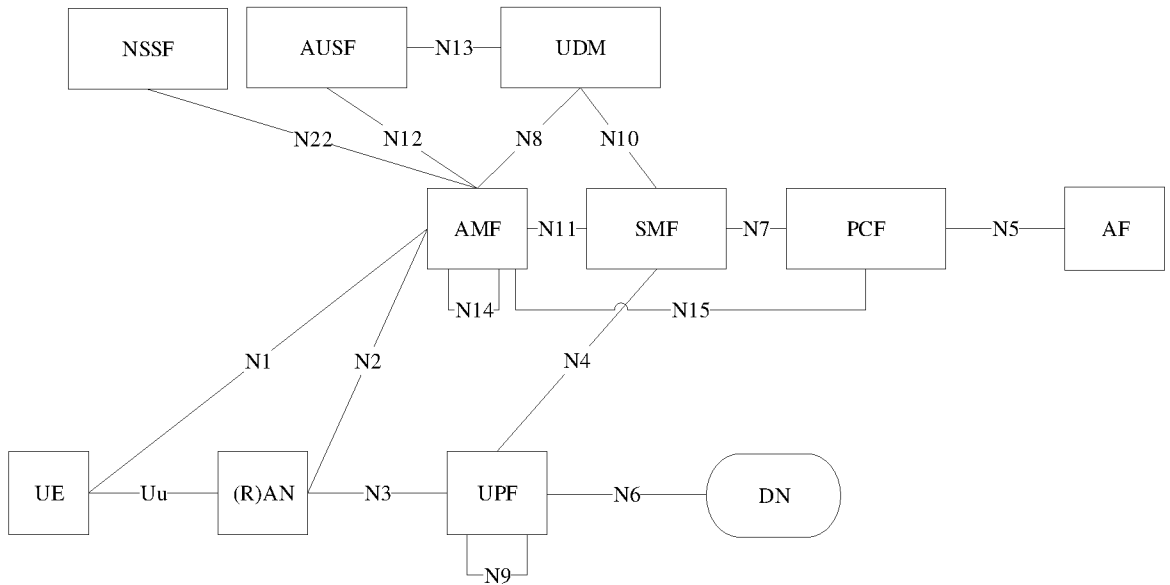 NSSF
AUSF
N13
UDM
N22
N12
N8
N10
AMF
N11
SMF
N7
PCF
N5
AF
N14
N15
N1
N2
N4
UE
Uu
(R)AN
N3
UPF
N6
DN
N9